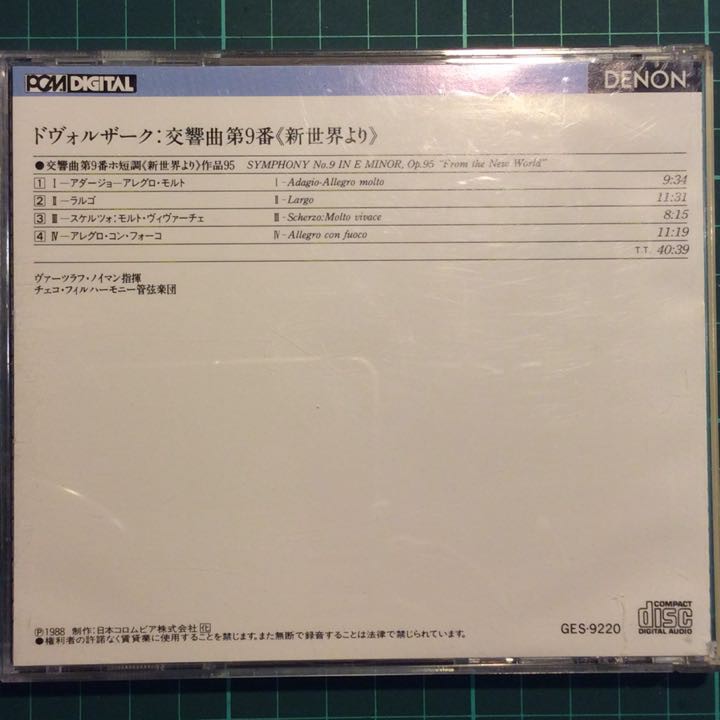 PCM DIGITAL
DENON
ドヴォルザーク：交響曲第9番《新世界より》
●交響曲第9番ホ短調《新世界より》作品95 SYMPHONY No.9 IN E MINOR, Op.95 "From the New World"
1 Ⅰ—アダージョ—アレグロ・モルト Ⅰ-Adagio-Allegro molto 9:34
2 Ⅱ—ラルゴ Ⅱ-Largo 11:31
3 Ⅲ—スケルツォ：モルト・ヴィヴァーチェ Ⅲ-Scherzo:Molto vivace 8:15
4 Ⅳ—アレグロ・コン・フォーコ Ⅳ-Allegro con fuoco 11:19
T.T. 40:39
ヴァーツラフ・ノイマン指揮
チェコ・フィルハーモニー管弦楽団
Ⓟ1988 制作：日本コロムビア株式会社 化
●権利者の許諾なく賃貸業に使用することを禁じます。また無断で録音することは法律で禁じられています。
GES-9220
COMPACT
disc
DIGITAL AUDIO